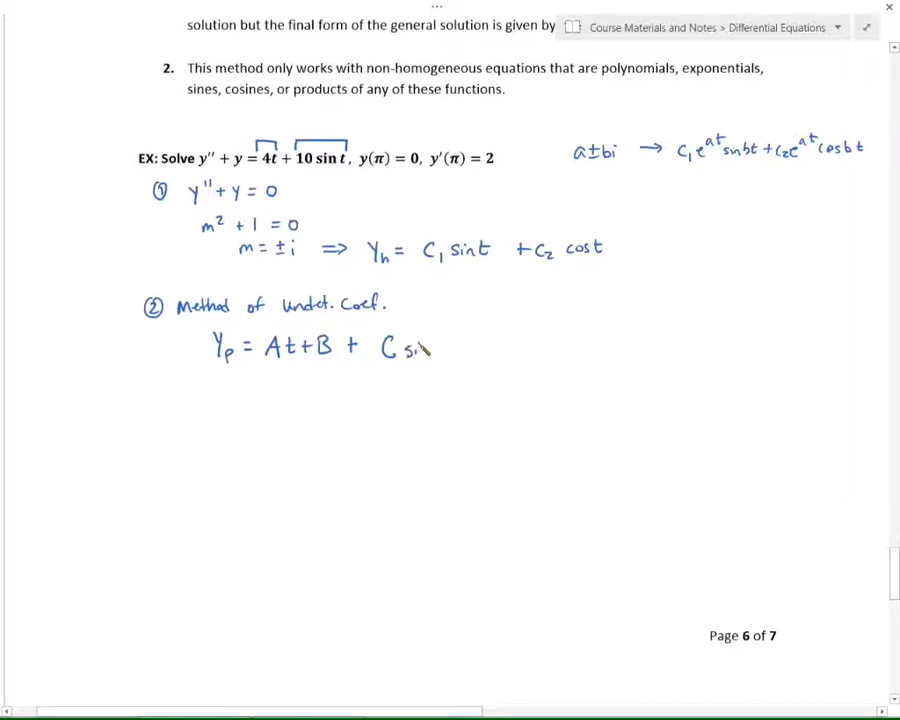 solution but the final form of the general solution is given by
Course Materials and Notes > Differential Equations
2. This method only works with non-homogeneous equations that are polynomials, exponentials,
sines, cosines, or products of any of these functions.
EX: Solve y'' + y = 4t + 10 sin t, y(π) = 0, y'(π) = 2
a±bi → c₁e^{at} sin bt + c₂e^{at} cos bt
① y'' + y = 0
m² + 1 = 0
m = ± i ⇒ y_h = C₁ sin t + C₂ cos t
② Method of Undet. Coef.
Y_p = At + B + C si
Page 6 of 7